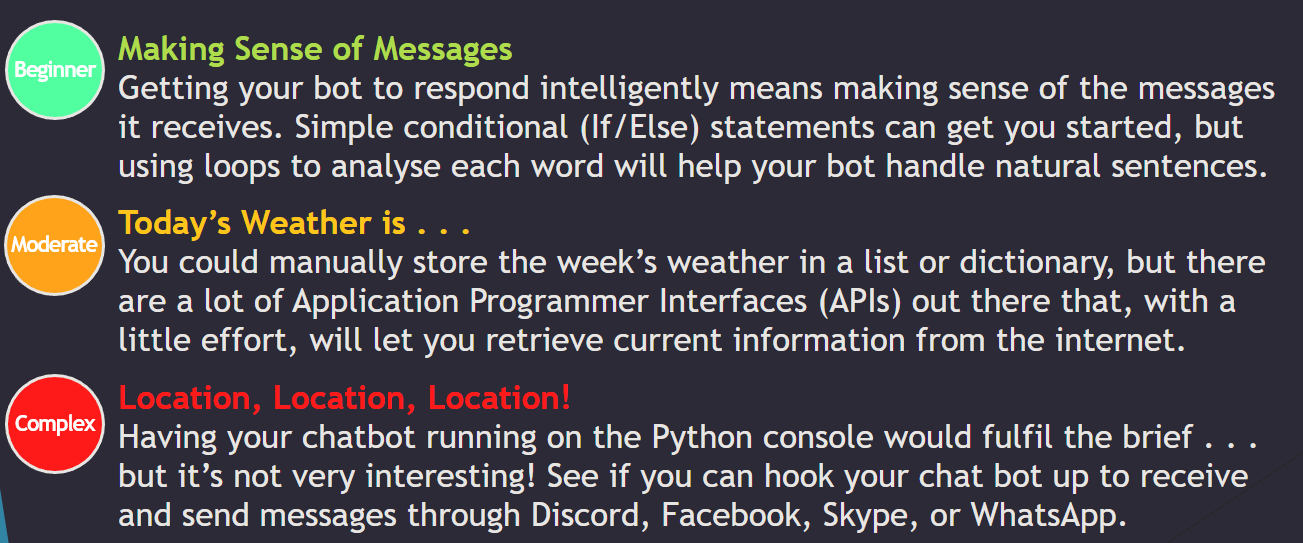 Beginner
Making Sense of Messages
Getting your bot to respond intelligently means making sense of the messages
it receives. Simple conditional (If/Else) statements can get you started, but
using loops to analyse each word will help your bot handle natural sentences.
Moderate
Today’s Weather is . . .
You could manually store the week’s weather in a list or dictionary, but there
are a lot of Application Programmer Interfaces (APIs) out there that, with a
little effort, will let you retrieve current information from the internet.
Complex
Location, Location, Location!
Having your chatbot running on the Python console would fulfil the brief . . .
but it’s not very interesting! See if you can hook your chat bot up to receive
and send messages through Discord, Facebook, Skype, or WhatsApp.